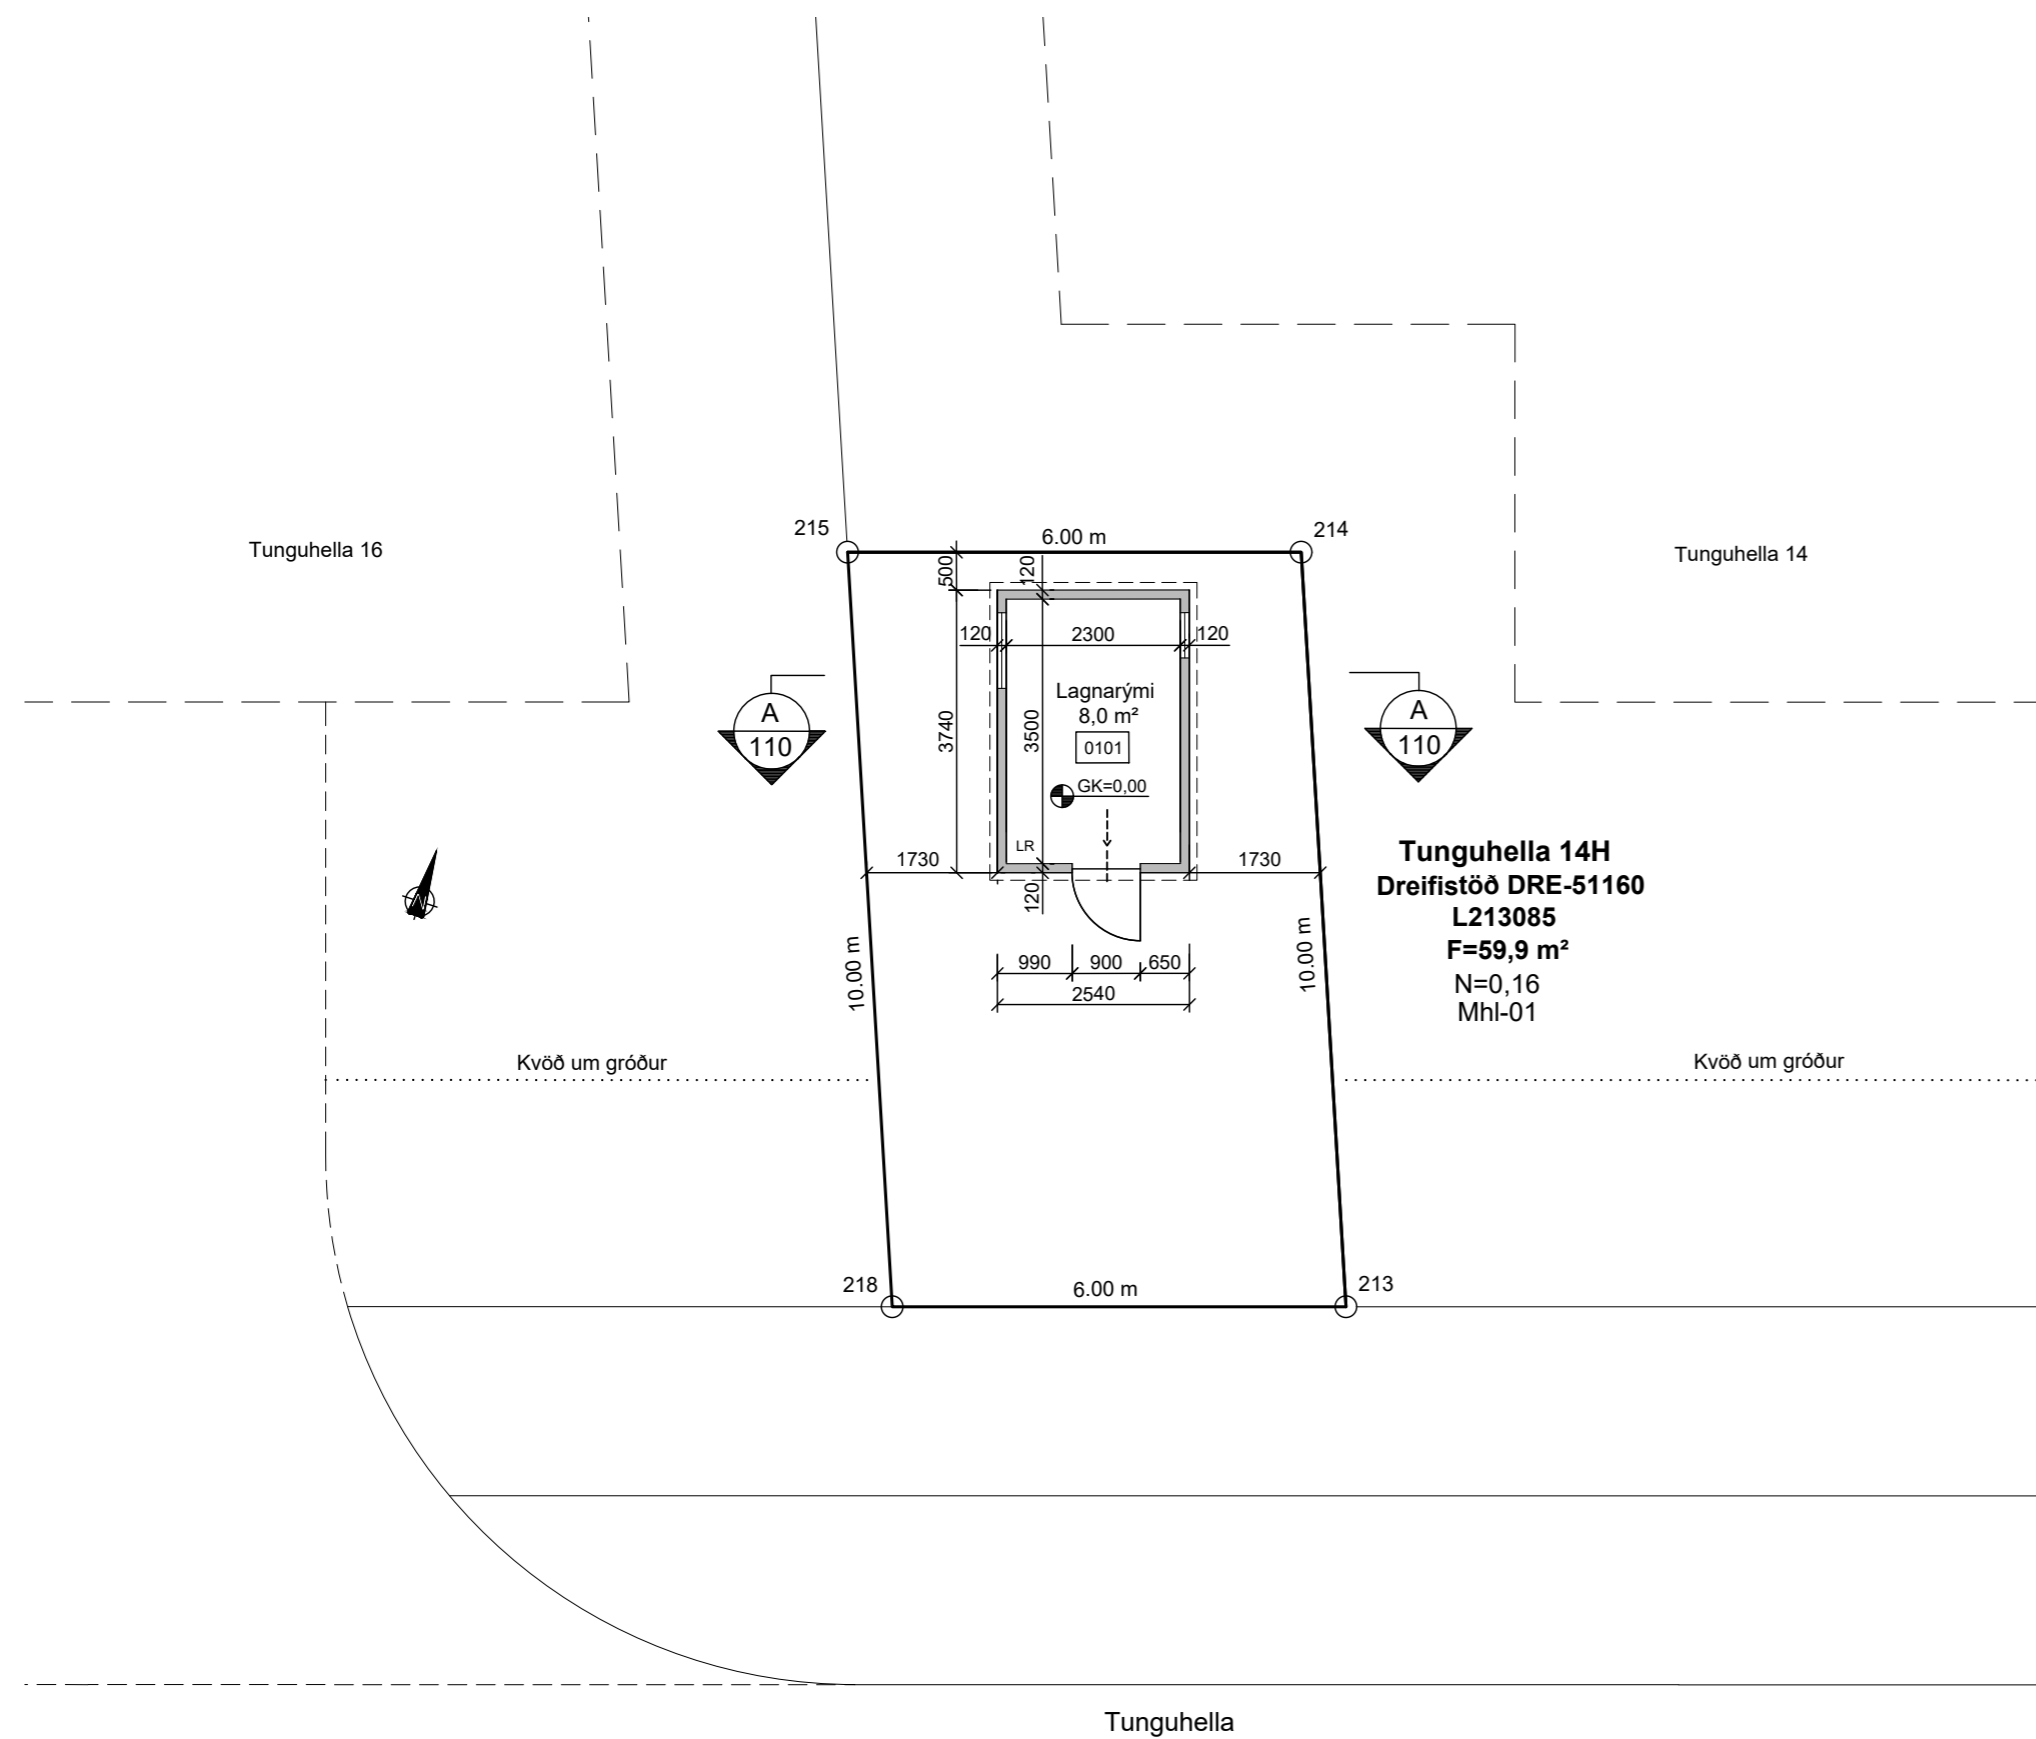 215
6.00 m
214
Tunguhella 16
Tunguhella 14
500
120
120
2300
120
Lagnarými
8,0 m²
0101
GK=0,00
3740
3500
A
110
A
110
LR
1730
1730
120
990
900
650
2540
10.00 m
10.00 m
Tunguhella 14H
Dreifistöð DRE-51160
L213085
F=59,9 m²
N=0,16
Mhl-01
Kvöð um gróður
Kvöð um gróður
218
6.00 m
213
Tunguhella